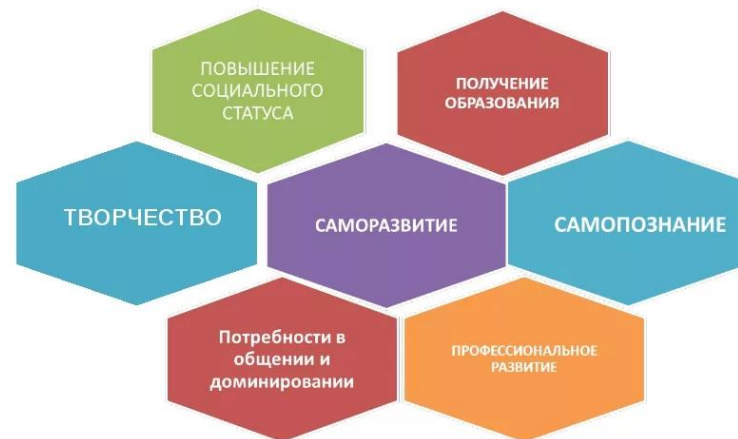 ПОВЫШЕНИЕ
СОЦИАЛЬНОГО
СТАТУСА
ПОЛУЧЕНИЕ
ОБРАЗОВАНИЯ
ТВОРЧЕСТВО
САМОРАЗВИТИЕ
САМОПОЗНАНИЕ
Потребности в
общении и
доминировании
ПРОФЕССИОНАЛЬНОЕ
РАЗВИТИЕ